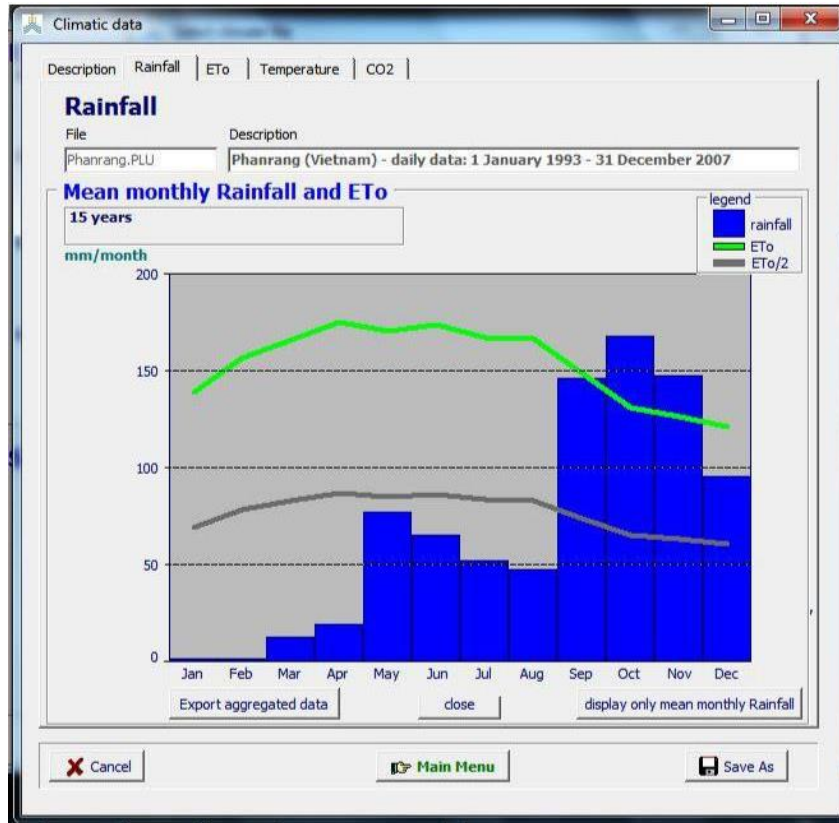 Climatic data
Description Rainfall ETo Temperature CO2
Rainfall
File Description
Phanrang.PLU Phanrang (Vietnam) - daily data: 1 January 1993 - 31 December 2007
Mean monthly Rainfall and ETo
15 years
legend
rainfall
ETo
ETo/2
mm/month
200
150
100
50
0
Jan Feb Mar Apr May Jun Jul Aug Sep Oct Nov Dec
Export aggregated data close display only mean monthly Rainfall
Cancel Main Menu Save As